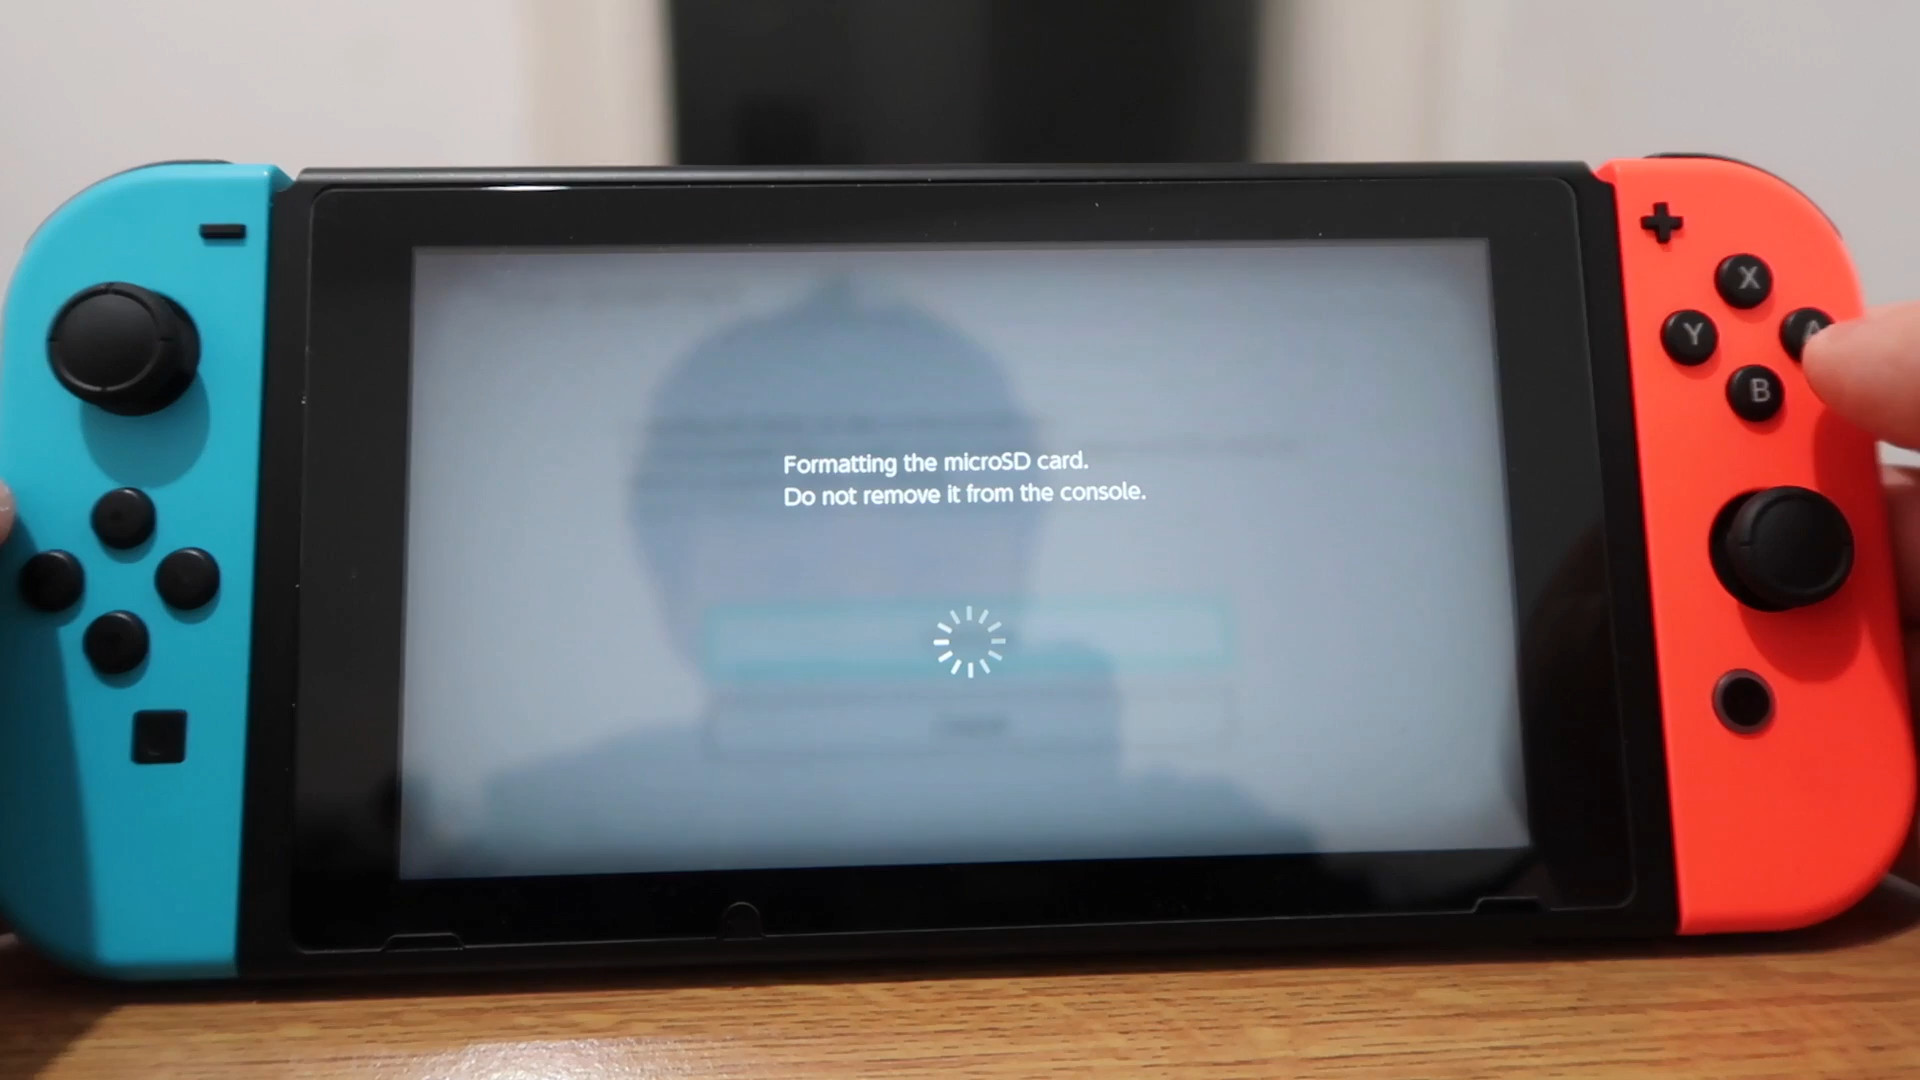 Formatting the microSD card.
Do not remove it from the console.
X
Y
A
B